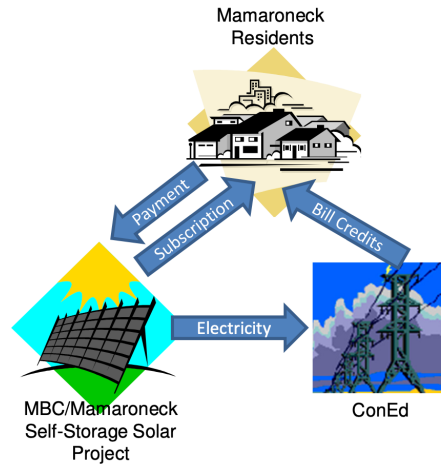 Mamaroneck
Residents
Payment
Subscription
Bill Credits
Electricity
MBC/Mamaroneck
Self-Storage Solar
Project
ConEd